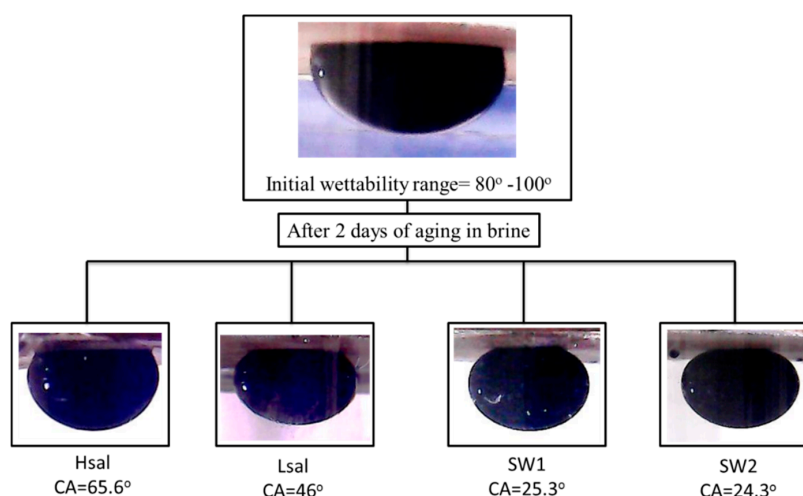 Initial wettability range= 80° -100°
After 2 days of aging in brine
Hsal
CA=65.6°
Lsal
CA=46°
SW1
CA=25.3°
SW2
CA=24.3°